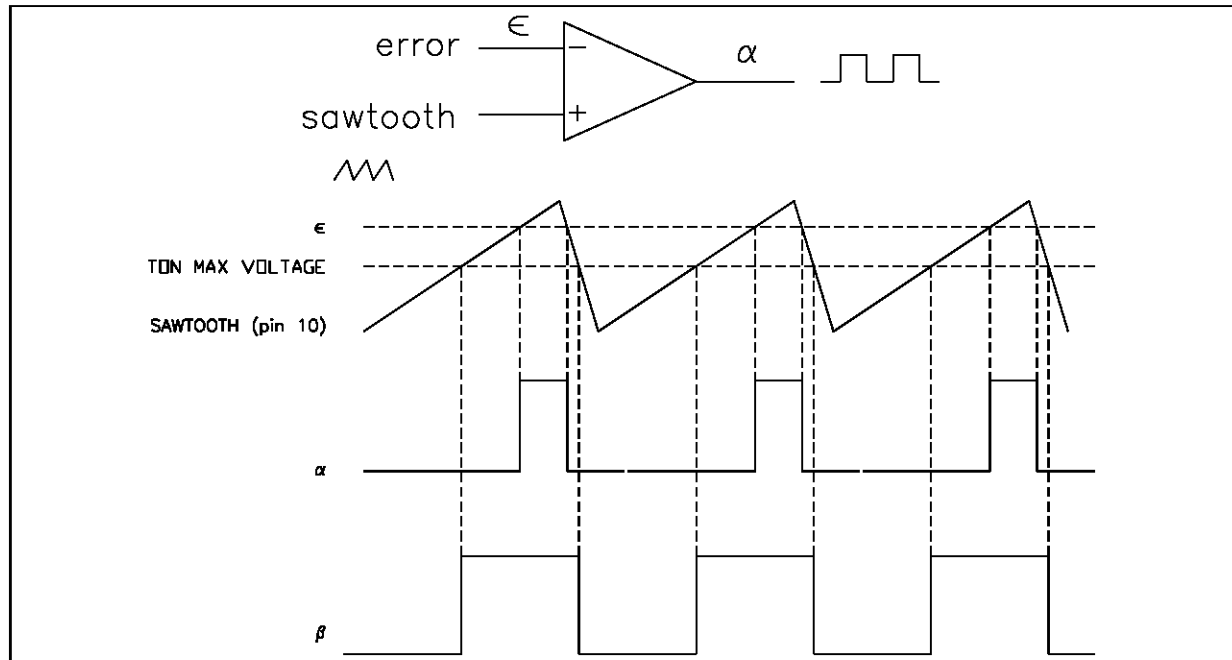 error ϵ − α
sawtooth +
ϵ
TON MAX VOLTAGE
SAWTOOTH (pin 10)
α
β